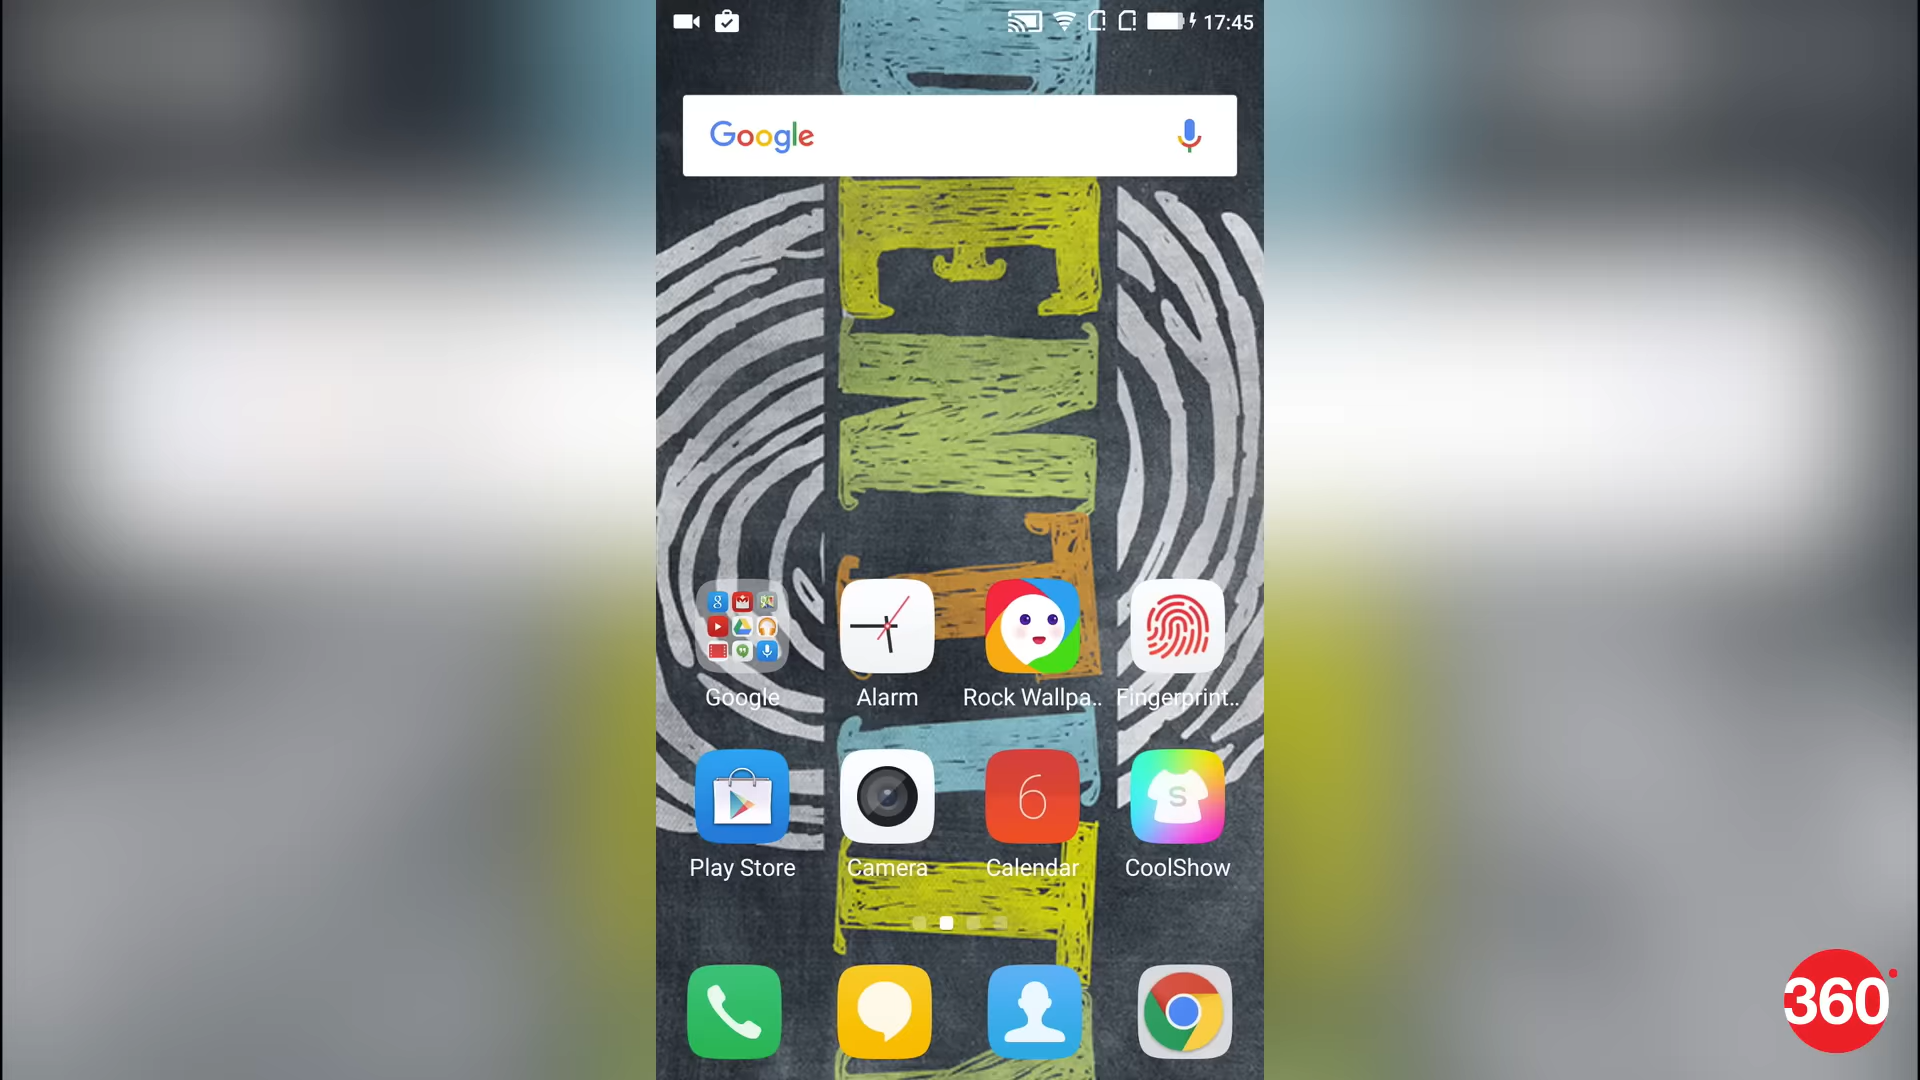 17:45
Google
Google
Alarm
Rock Wallpa..
Fingerprint..
6
S
Play Store
Camera
Calendar
CoolShow
360